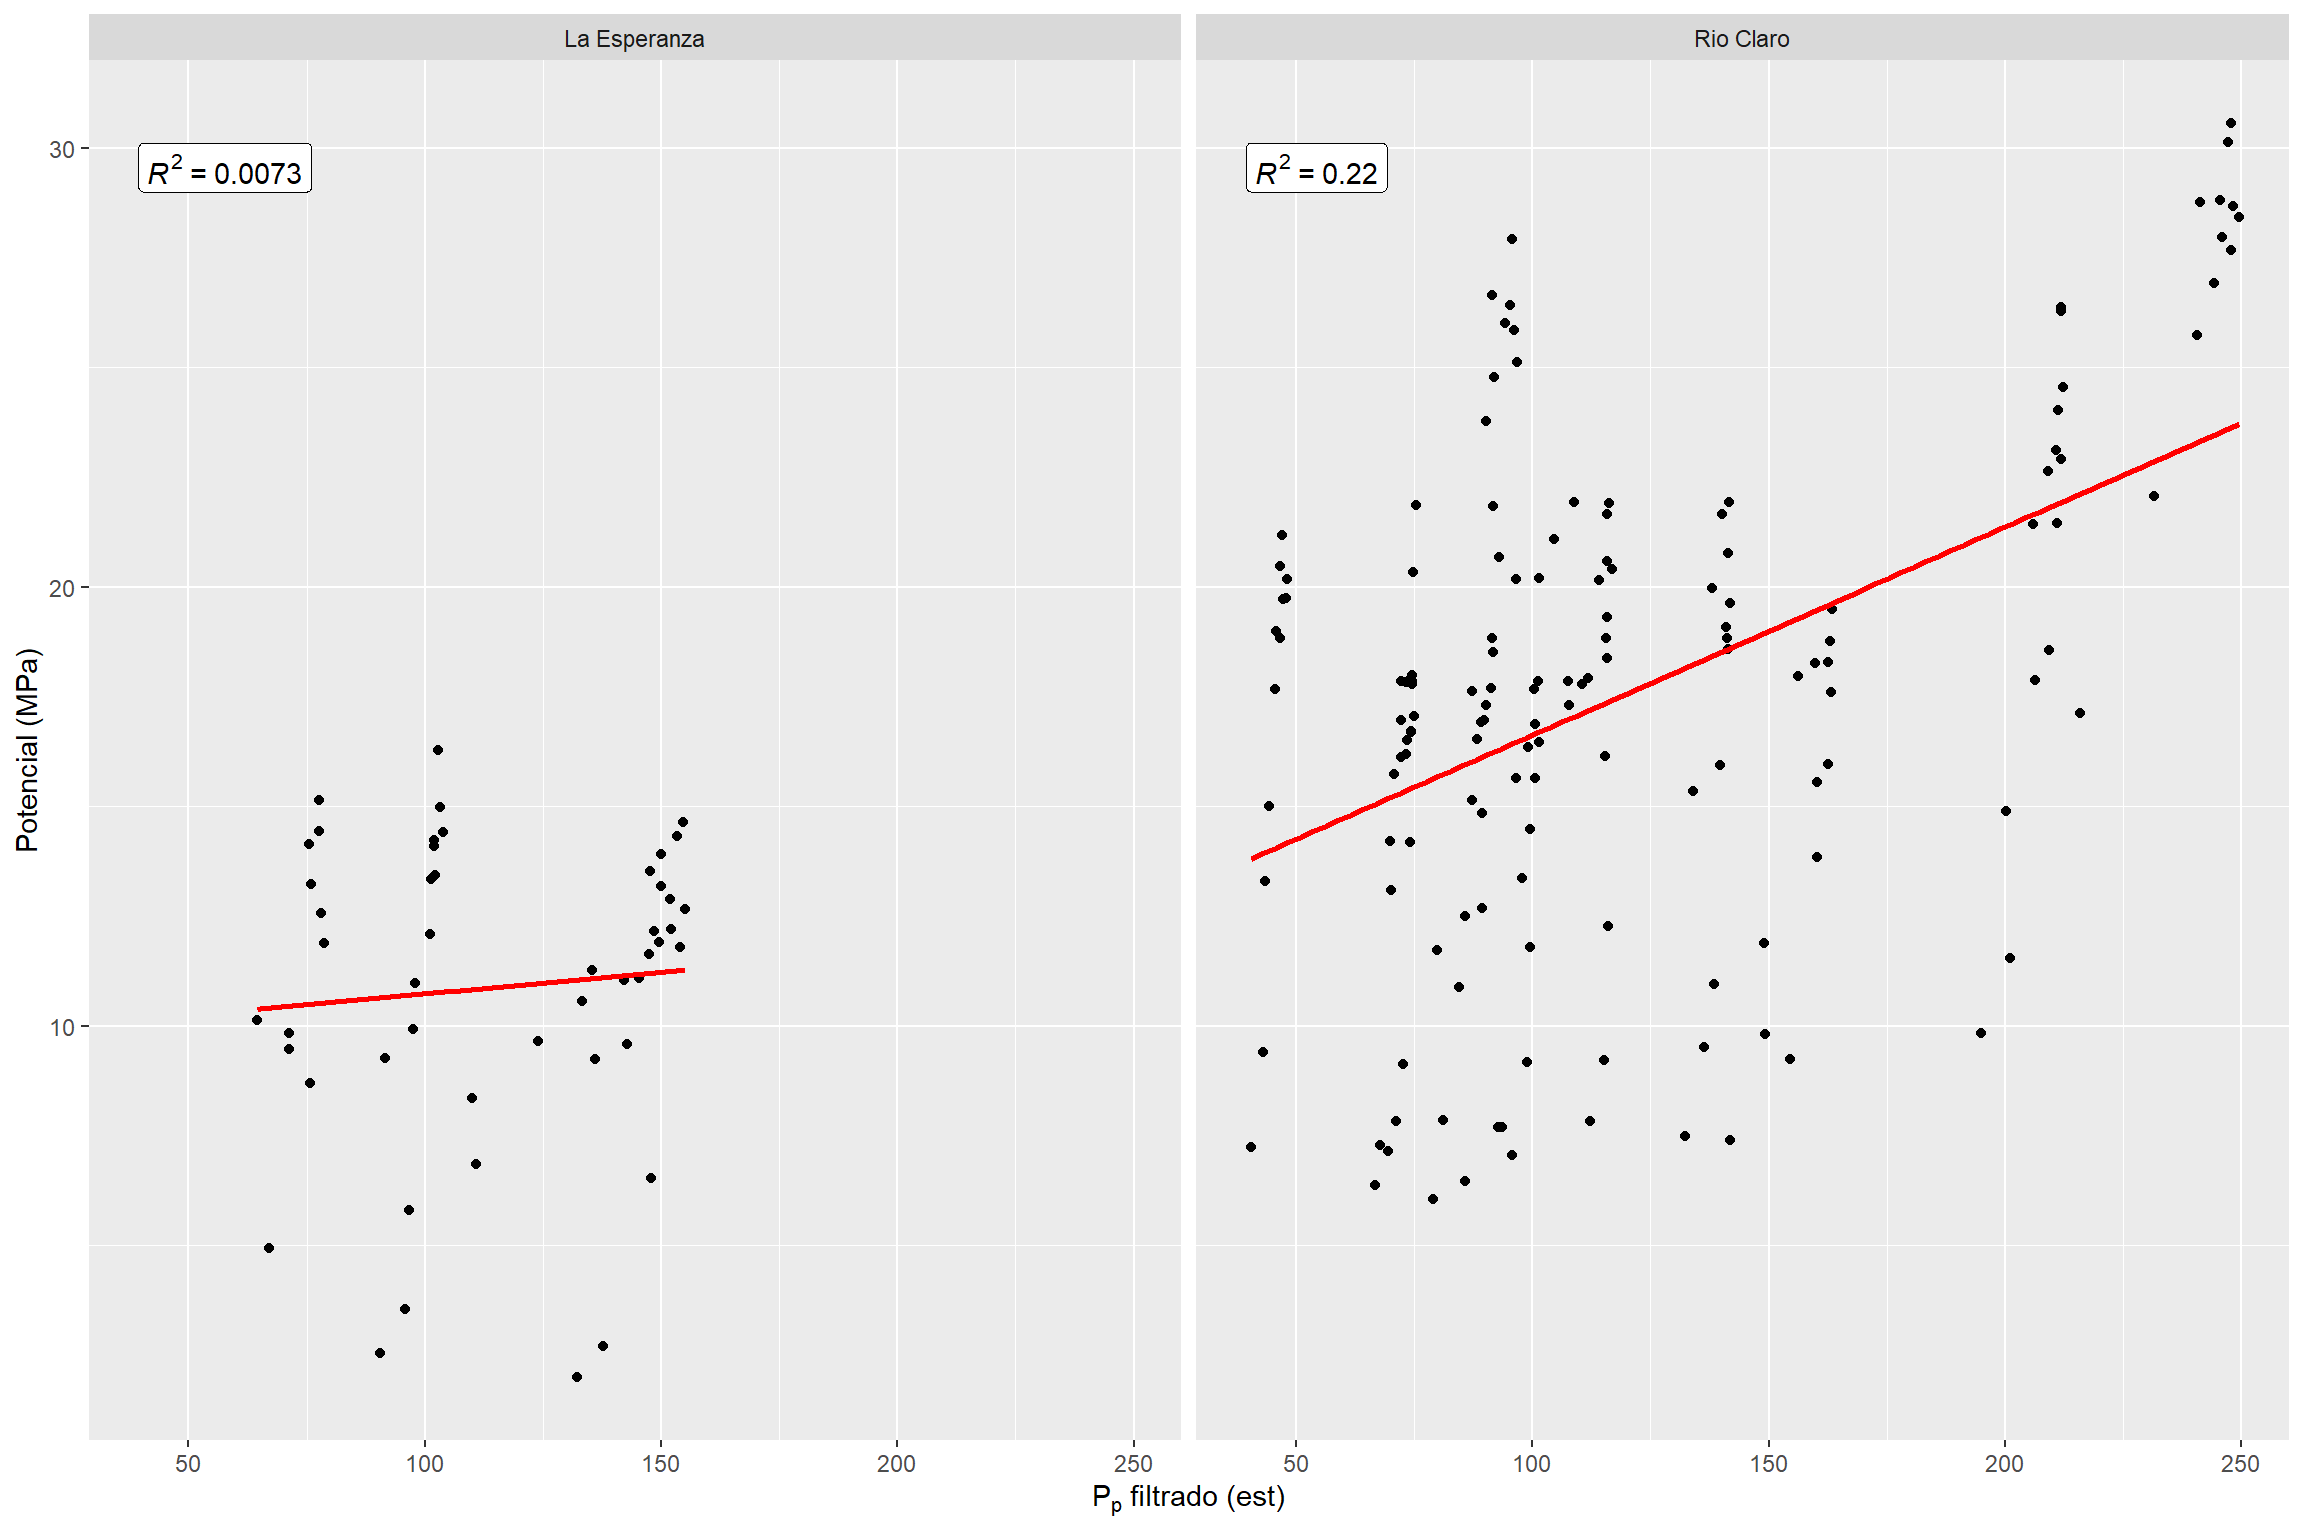 La Esperanza
Rio Claro
R² = 0.0073
R² = 0.22
30
20
10
Potencial (MPa)
50 100 150 200 250
50 100 150 200 250
Pₚ filtrado (est)